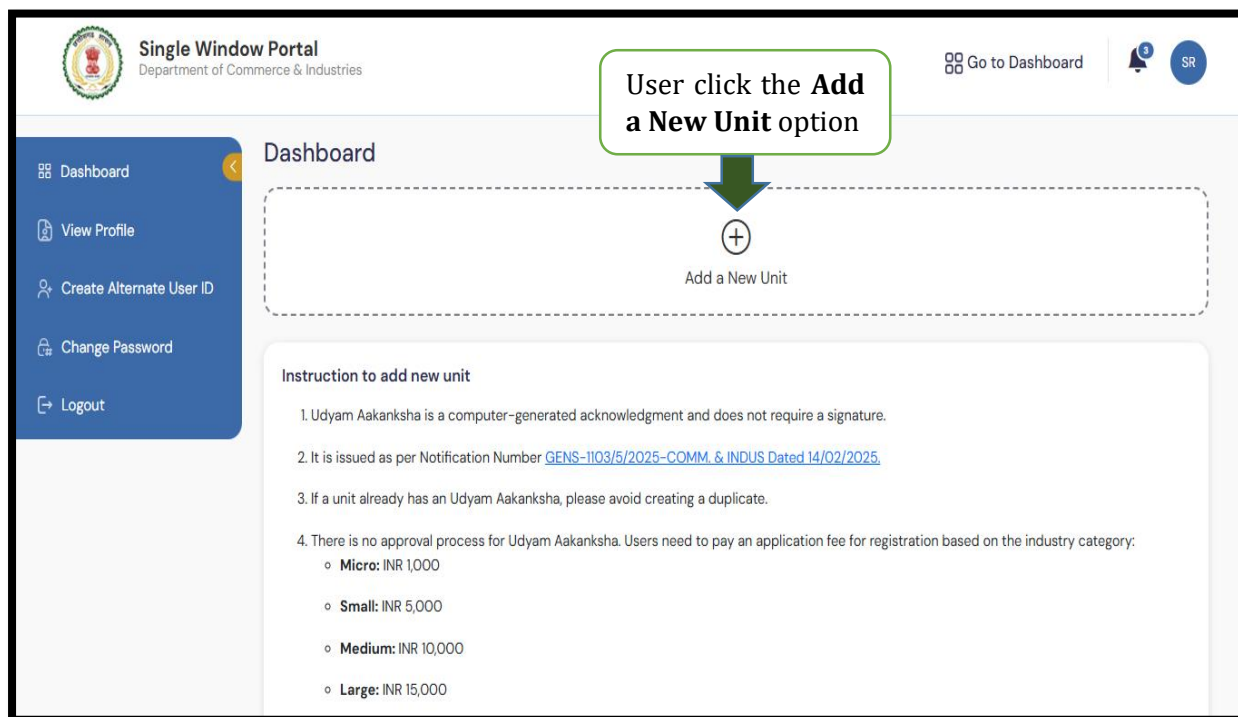 Single Window Portal
Department of Commerce & Industries
User click the Add
a New Unit option
Go to Dashboard
3
SR
Dashboard
View Profile
Create Alternate User ID
Change Password
Logout
Dashboard
Add a New Unit
Instruction to add new unit
1. Udyam Aakanksha is a computer-generated acknowledgment and does not require a signature.
2. It is issued as per Notification Number GENS-1103/5/2025-COMM. & INDUS Dated 14/02/2025.
3. If a unit already has an Udyam Aakanksha, please avoid creating a duplicate.
4. There is no approval process for Udyam Aakanksha. Users need to pay an application fee for registration based on the industry category:
Micro: INR 1,000
Small: INR 5,000
Medium: INR 10,000
Large: INR 15,000